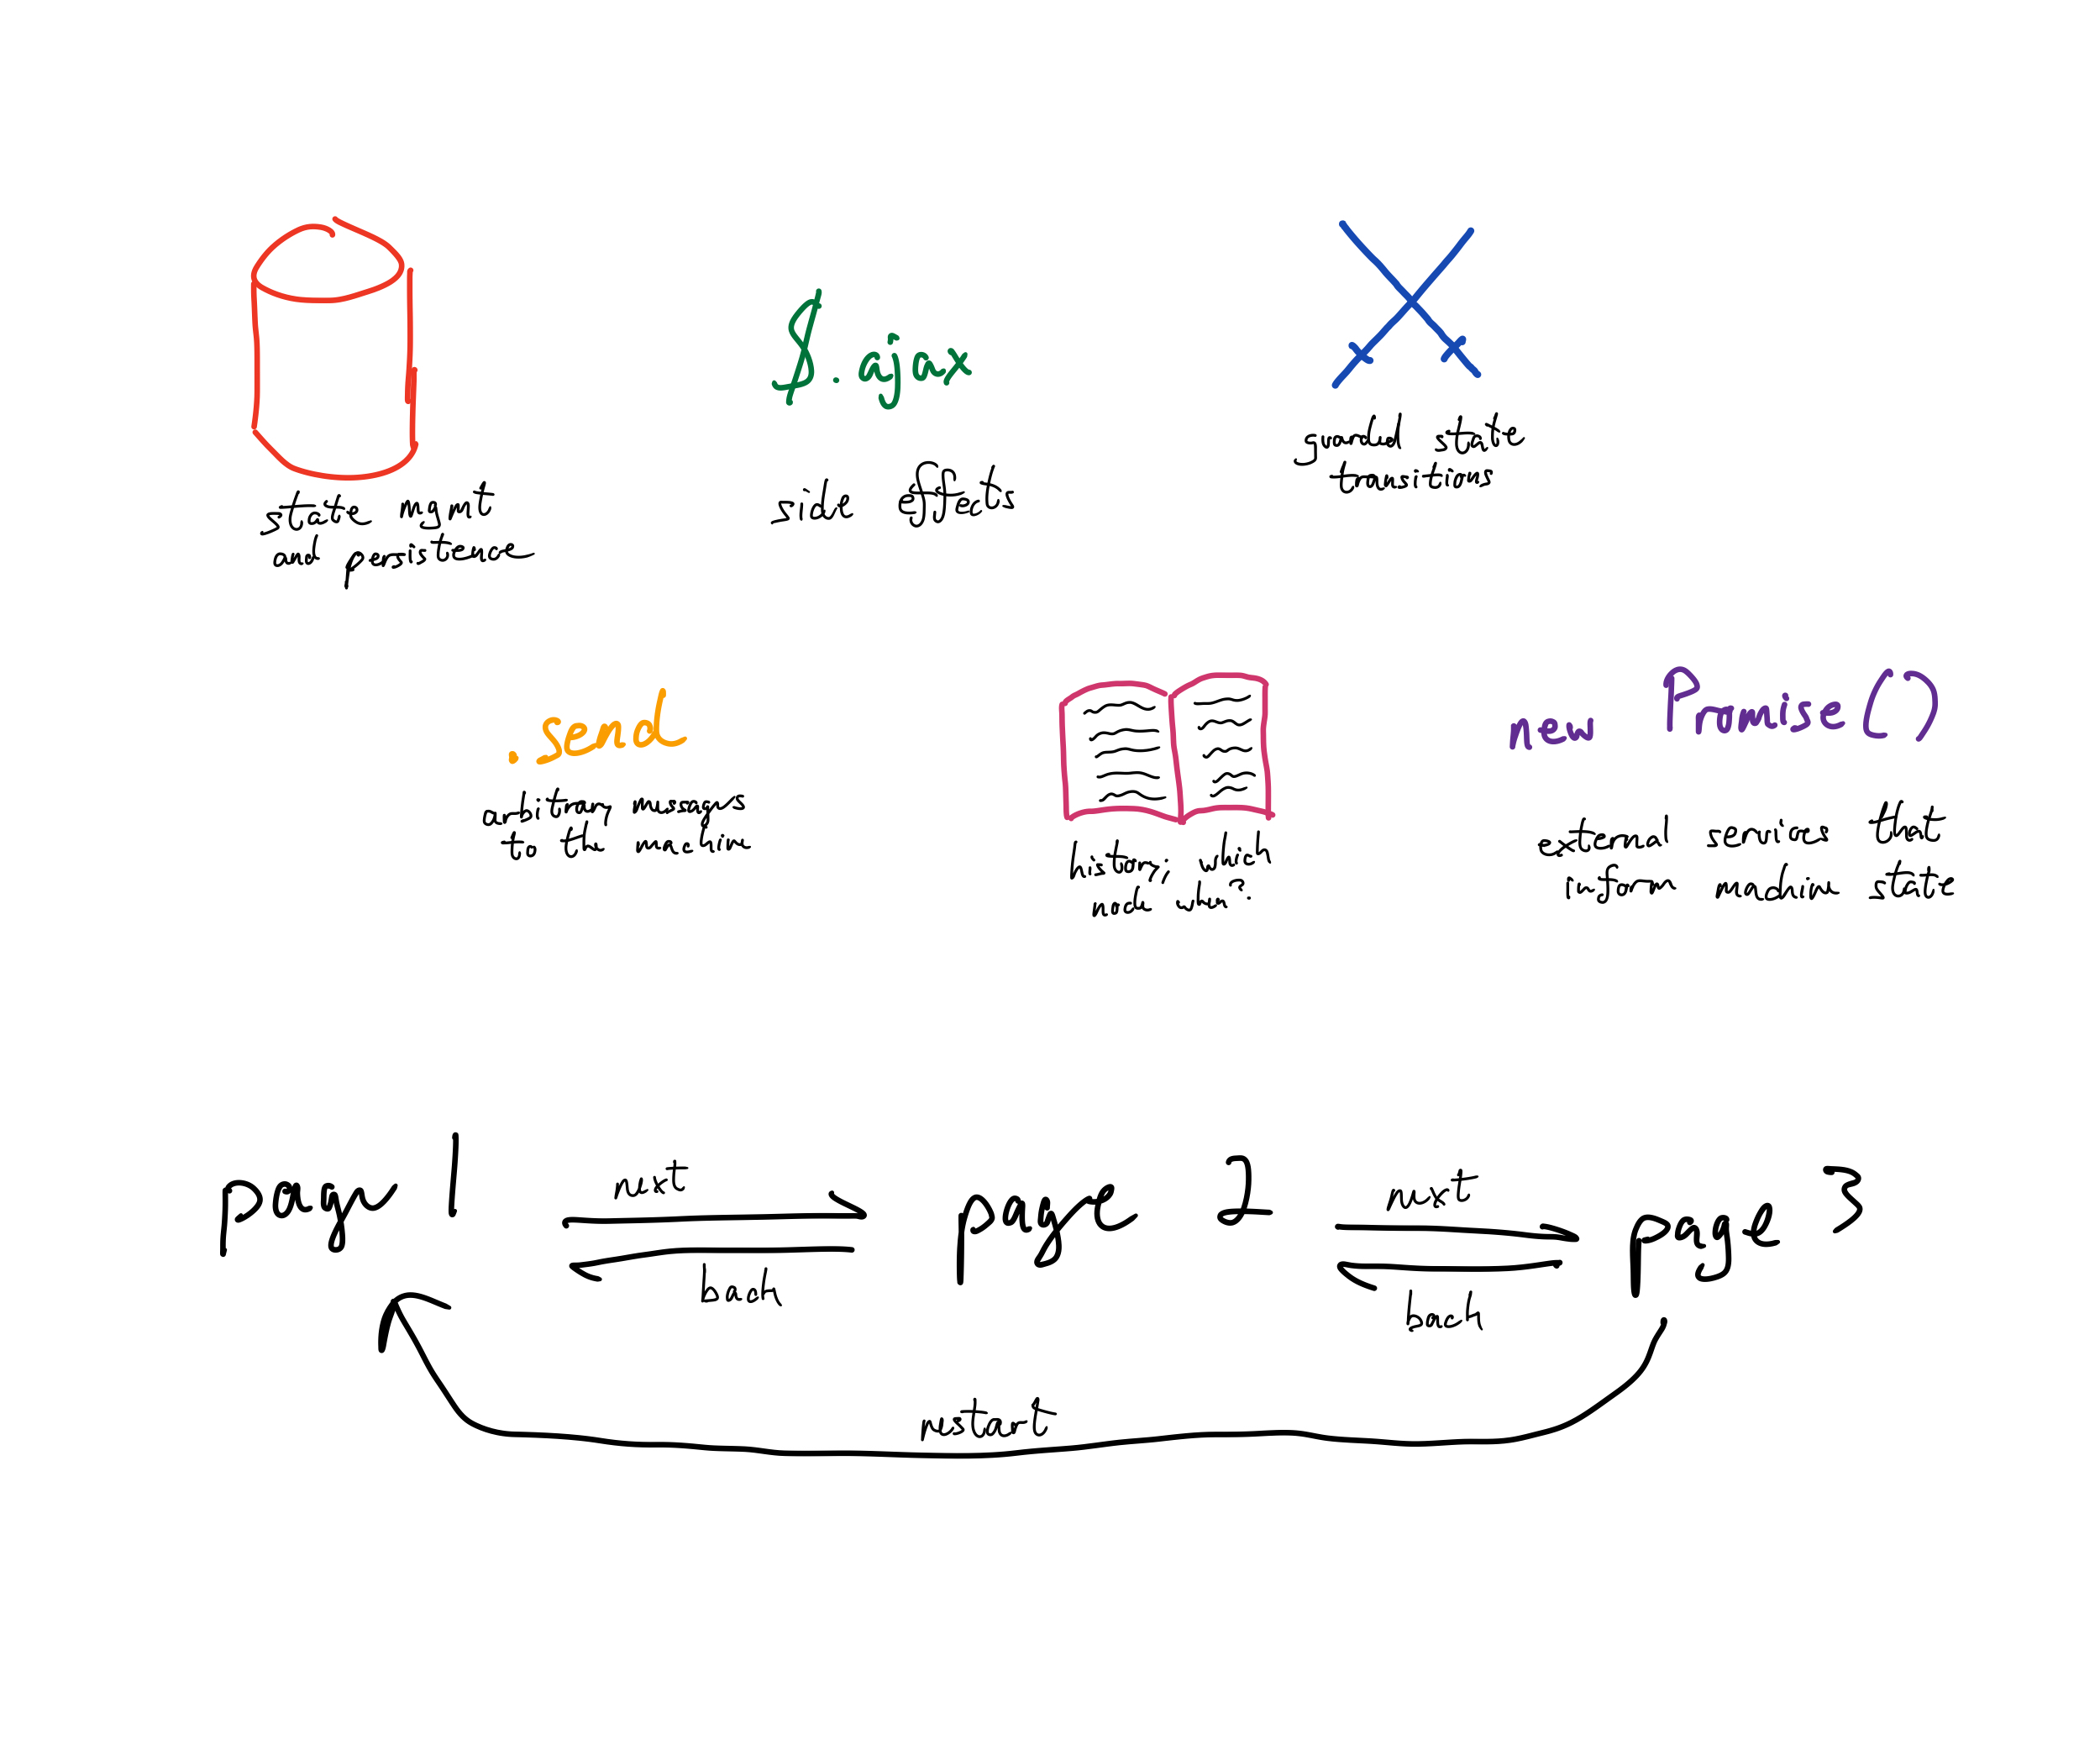 $.ajax
guarded state
transitions
state mgmt
and persistence
side effects
.send
arbitrary messages
to the machine
history; which
node when?
new Promise()
external services that
inform machine state
page 1
next
back
page 2
next
back
page 3
restart